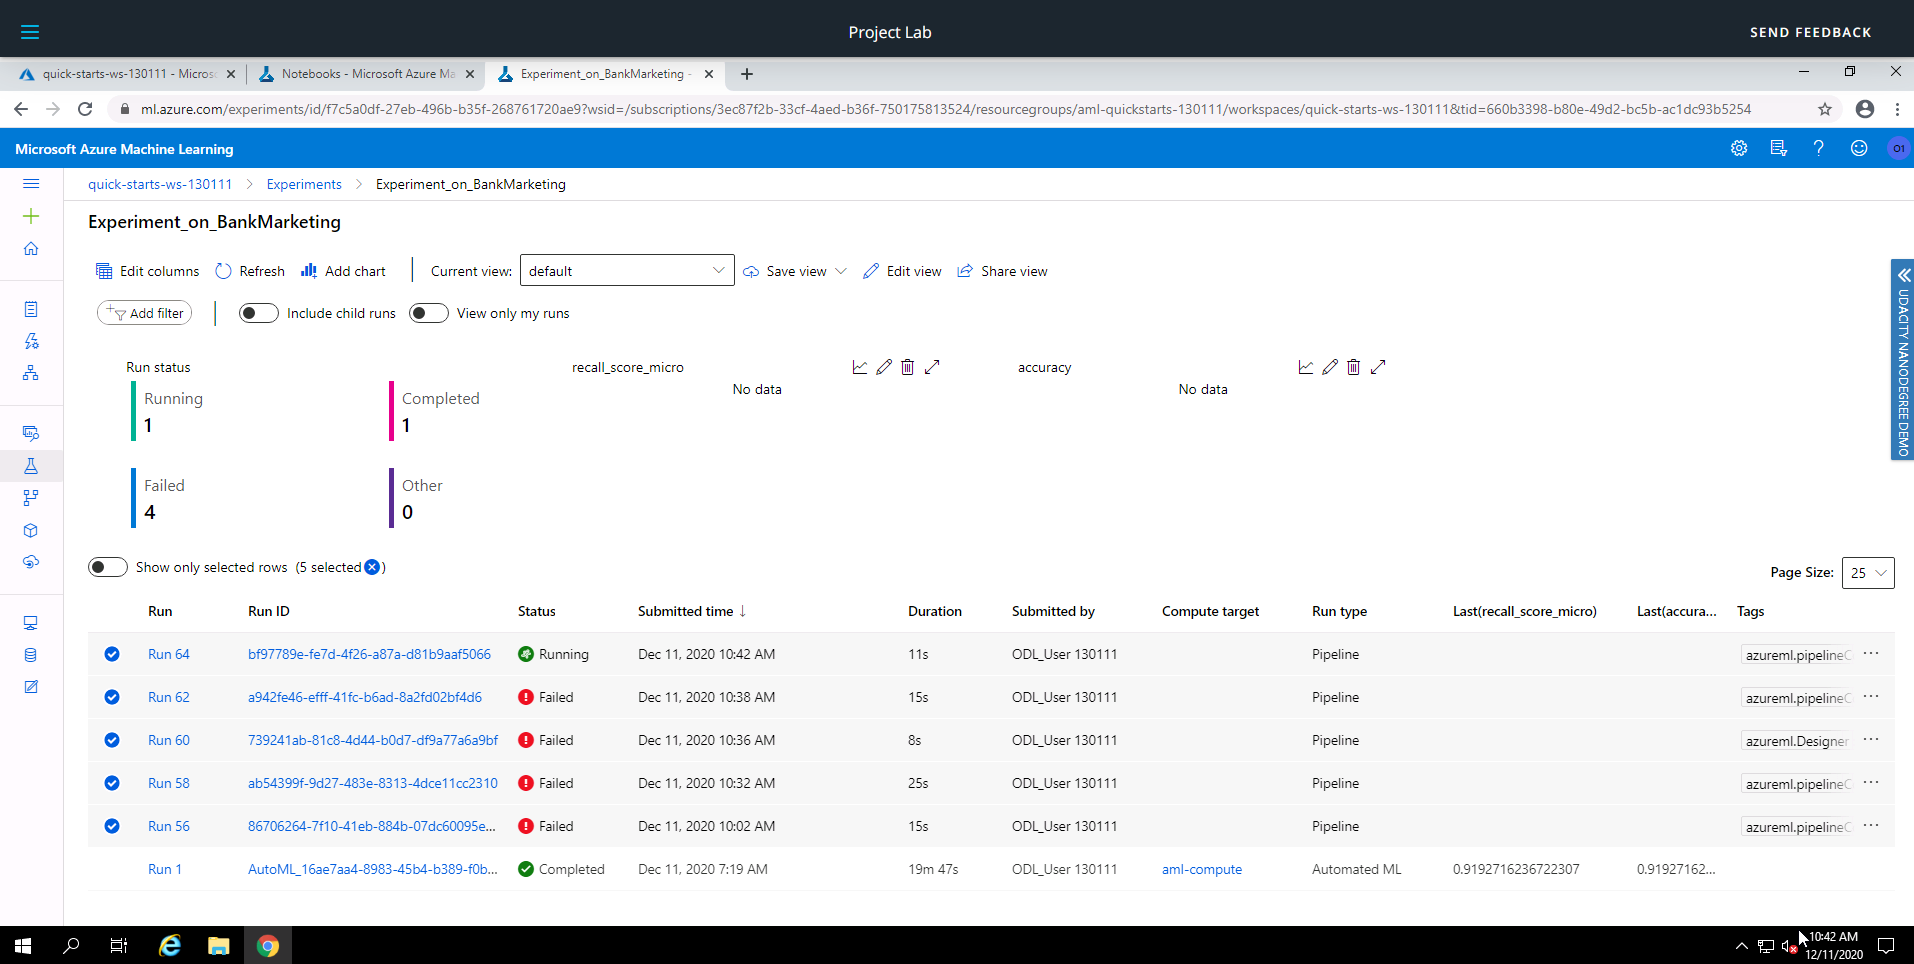 Project Lab
SEND FEEDBACK
quick-starts-ws-130111 - Micros
Notebooks - Microsoft Azure Ma
Experiment_on_BankMarketing -
ml.azure.com/experiments/id/f7c5a0df-27eb-496b-b35f-268761720ae9?wsid=/subscriptions/3ec87f2b-33cf-4aed-b36f-750175813524/resourcegroups/aml-quickstarts-130111/workspaces/quick-starts-ws-130111&tid=660b3398-b80e-49d2-bc5b-ac1dc93b5254
Microsoft Azure Machine Learning
O1
quick-starts-ws-130111 > Experiments > Experiment_on_BankMarketing
Experiment_on_BankMarketing
Edit columns Refresh Add chart Current view: default Save view Edit view Share view
Add filter Include child runs View only my runs
UDACITY NANODEGREE DEMO
Run status
Running
1
Completed
1
Failed
4
Other
0
recall_score_micro
No data
accuracy
No data
Show only selected rows (5 selected )
Page Size: 25
Run Run ID Status Submitted time ↓ Duration Submitted by Compute target Run type Last(recall_score_micro) Last(accura... Tags
Run 64 bf97789e-fe7d-4f26-a87a-d81b9aaf5066 Running Dec 11, 2020 10:42 AM 11s ODL_User 130111 Pipeline azureml.pipelineC ...
Run 62 a942fe46-efff-41fc-b6ad-8a2fd02bf4d6 Failed Dec 11, 2020 10:38 AM 15s ODL_User 130111 Pipeline azureml.pipelineC ...
Run 60 739241ab-81c8-4d44-b0d7-df9a77a6a9bf Failed Dec 11, 2020 10:36 AM 8s ODL_User 130111 Pipeline azureml.Designer ...
Run 58 ab54399f-9d27-483e-8313-4dce11cc2310 Failed Dec 11, 2020 10:32 AM 25s ODL_User 130111 Pipeline azureml.pipelineC ...
Run 56 86706264-7f10-41eb-884b-07dc60095e... Failed Dec 11, 2020 10:02 AM 15s ODL_User 130111 Pipeline azureml.pipelineC ...
Run 1 AutoML_16ae7aa4-8983-45b4-b389-f0b... Completed Dec 11, 2020 7:19 AM 19m 47s ODL_User 130111 aml-compute Automated ML 0.9192716236722307 0.91927162...
10:42 AM
12/11/2020